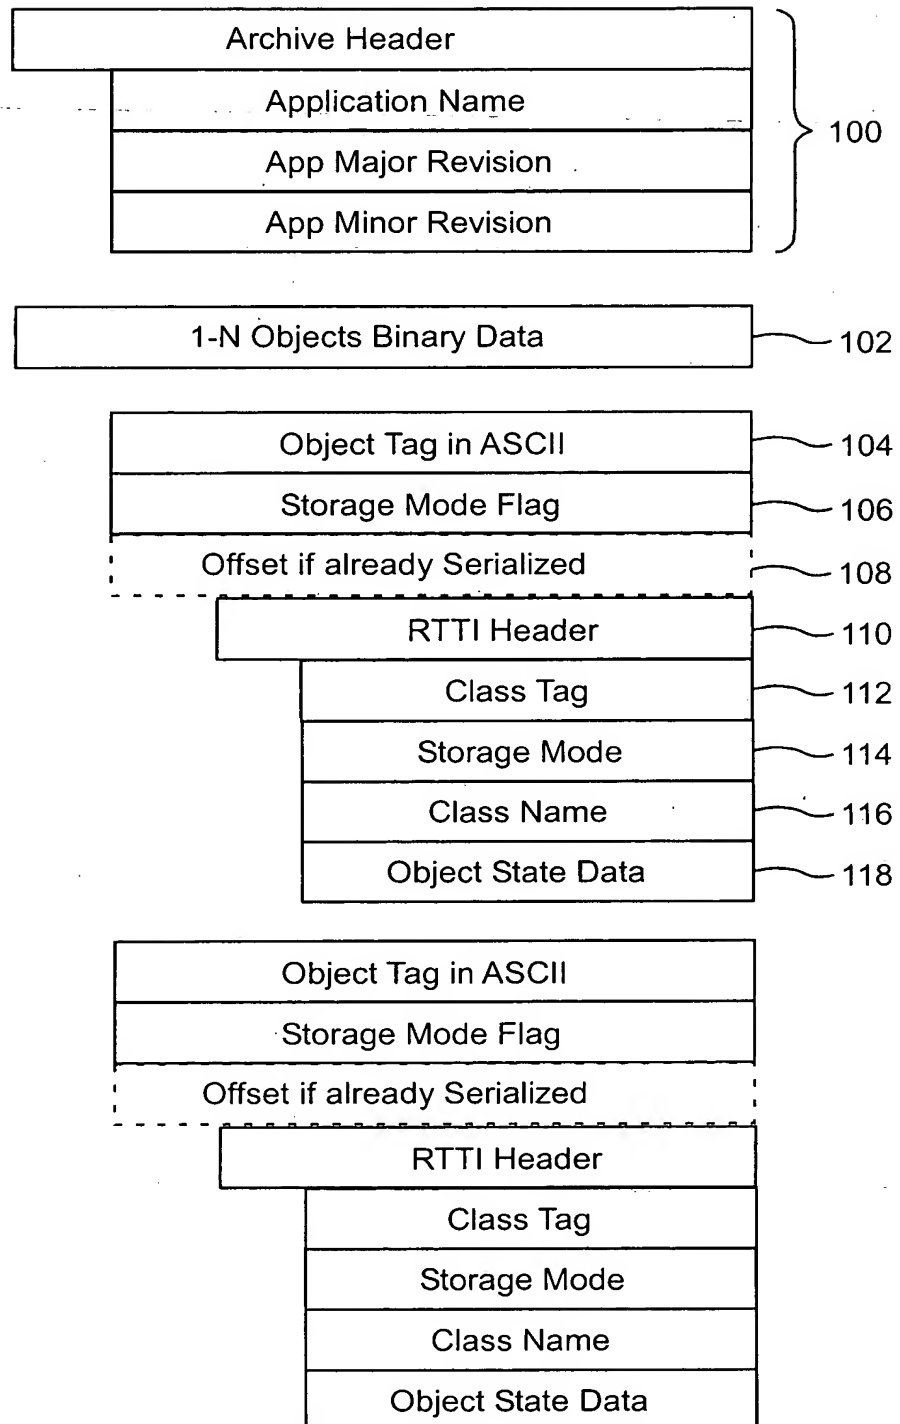 Archive Header
Application Name
100
App Major Revision
App Minor Revision
1-N Objects Binary Data
102
Object Tag in ASCII
104
Storage Mode Flag
106
Offset if already Serialized
108
RTTI Header
110
Class Tag
112
Storage Mode
114
Class Name
116
Object State Data
118
Object Tag in ASCII
Storage Mode Flag
Offset if already Serialized
RTTI Header
Class Tag
Storage Mode
Class Name
Object State Data